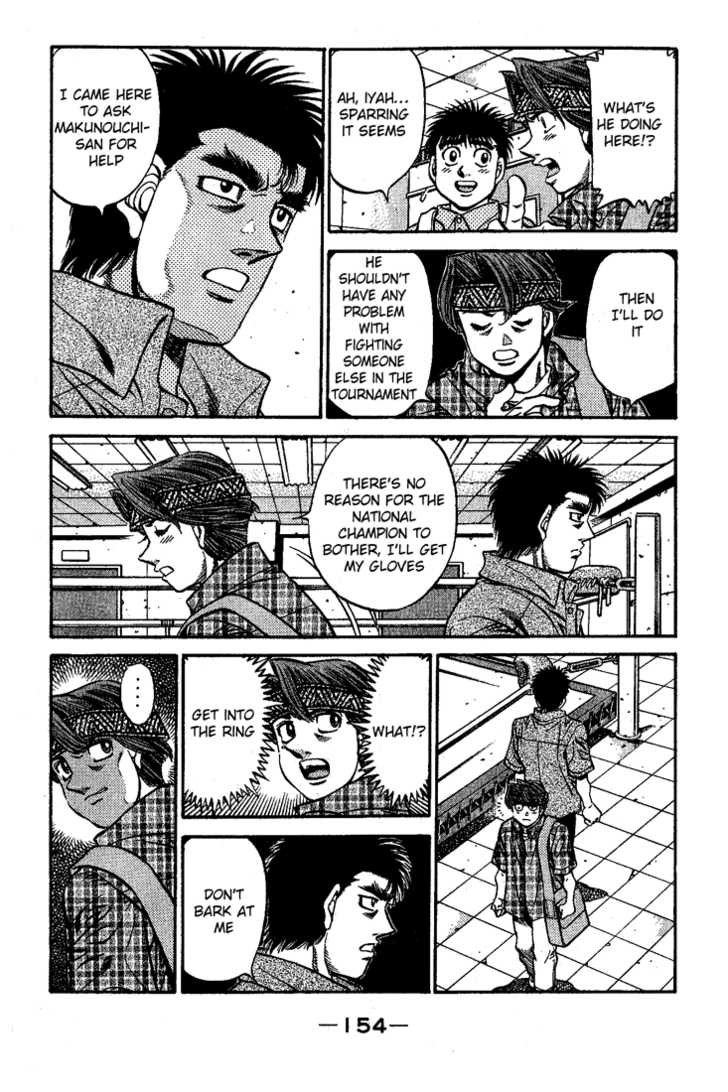 WHAT'S
HE DOING
HERE!?
AH, IYAH...
SPARRING
IT SEEMS
THEN
I'LL DO
IT
HE
SHOULDN'T
HAVE ANY
PROBLEM
WITH
FIGHTING
SOMEONE
ELSE IN THE
TOURNAMENT
I CAME HERE
TO ASK
MAKUNOUCHI-
SAN FOR
HELP
THERE'S NO
REASON FOR THE
NATIONAL
CHAMPION TO
BOTHER, I'LL GET
MY GLOVES
WHAT!?
GET INTO
THE RING
DON'T
BARK AT
ME
....
—154—